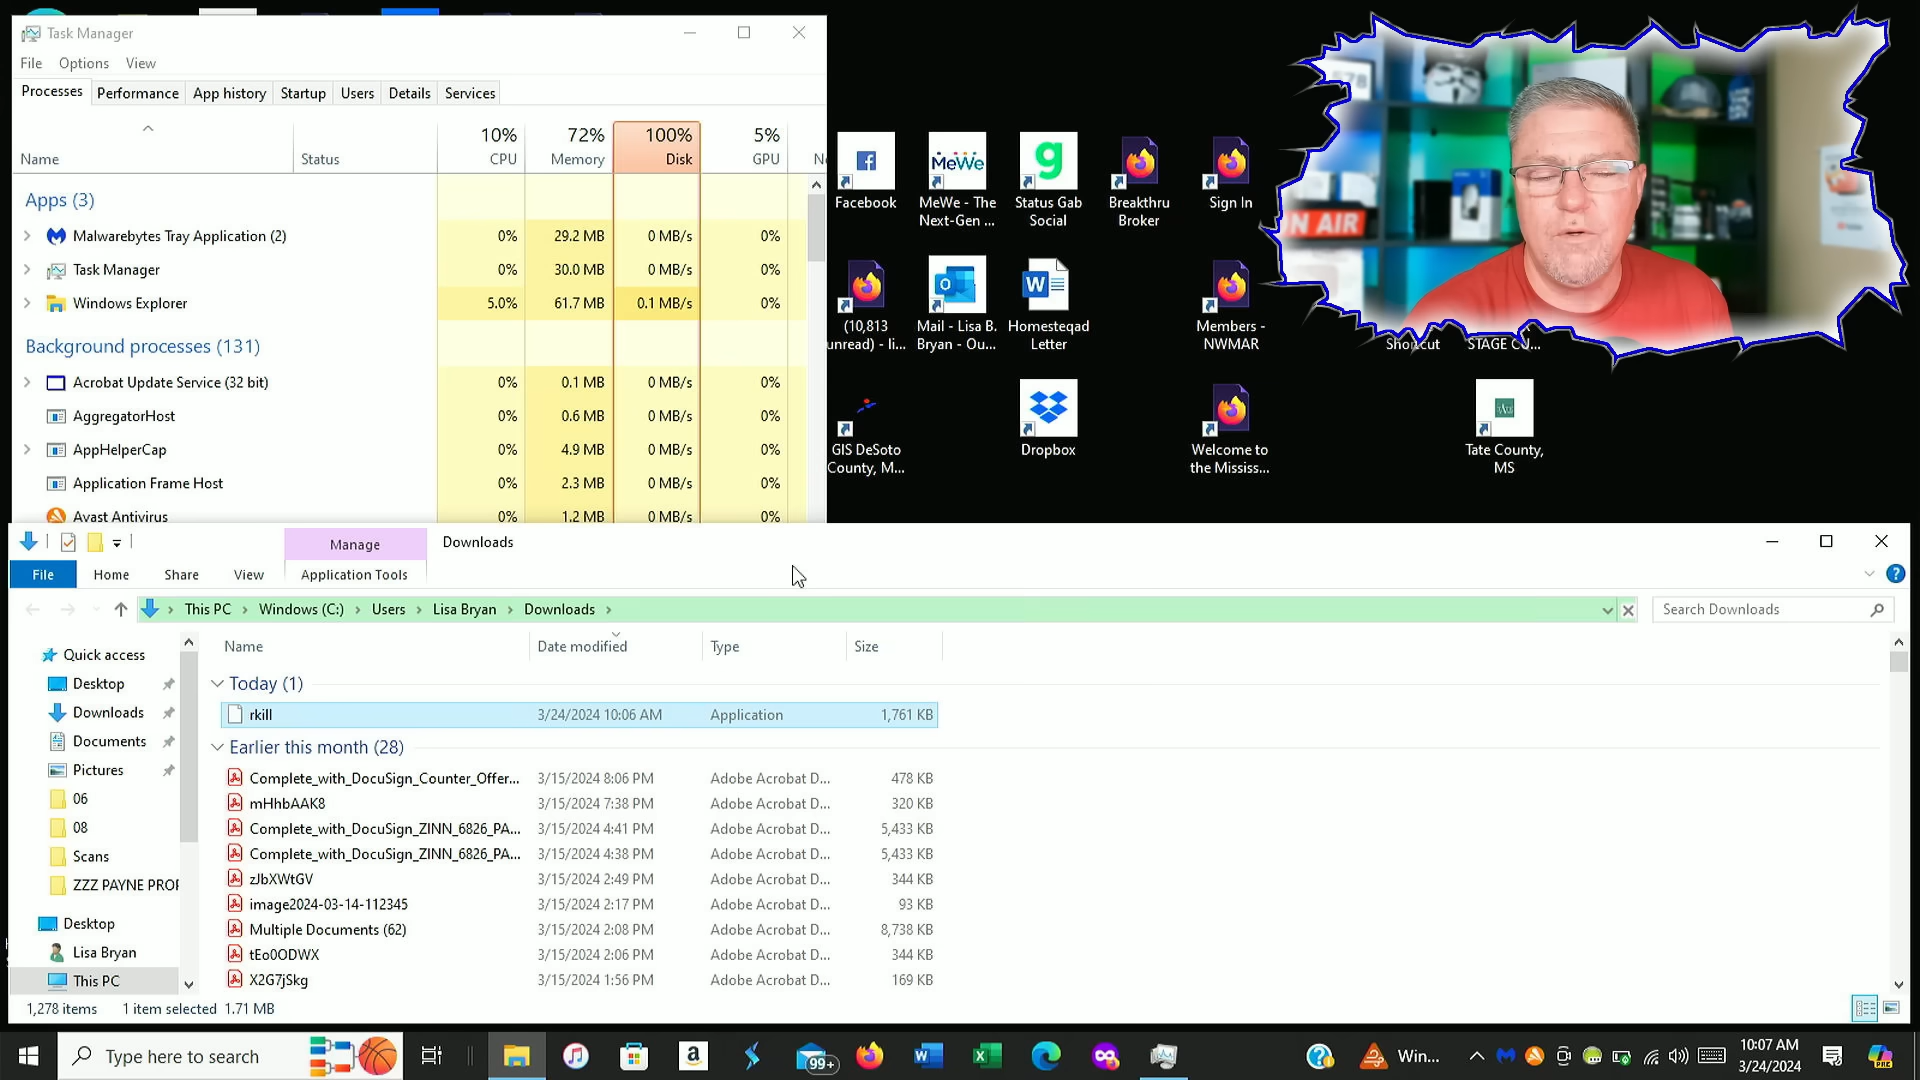 Task Manager
File Options View
Processes Performance App history Startup Users Details Services
10% 72% 100% 5%
Name Status CPU Memory Disk GPU
Apps (3)
Malwarebytes Tray Application (2) 0% 29.2 MB 0 MB/s 0%
Task Manager 0% 30.0 MB 0 MB/s 0%
Windows Explorer 5.0% 61.7 MB 0.1 MB/s 0%
Background processes (131)
Acrobat Update Service (32 bit) 0% 0.1 MB 0 MB/s 0%
AggregatorHost 0% 0.6 MB 0 MB/s 0%
AppHelperCap 0% 4.9 MB 0 MB/s 0%
Application Frame Host 0% 2.3 MB 0 MB/s 0%
Avast Antivirus 0% 1.2 MB 0 MB/s 0%
MeWe
Facebook
MeWe - The
Next-Gen ...
Status Gab
Social
Breakthru
Broker
Sign In
(10,813
unread) - li...
Mail - Lisa B.
Bryan - Ou...
Homesteqad
Letter
Members -
NWMAR
Shortcut
STAGE CO...
GIS DeSoto
County, M...
Dropbox
Welcome to
the Mississ...
Tate County,
MS
ON AIR
Manage Downloads
File Home Share View Application Tools
This PC Windows (C:) Users Lisa Bryan Downloads
Search Downloads
Quick access
Desktop
Downloads
Documents
Pictures
06
08
Scans
ZZZ PAYNE PROP
Desktop
Lisa Bryan
This PC
Name Date modified Type Size
Today (1)
rkill 3/24/2024 10:06 AM Application 1,761 KB
Earlier this month (28)
Complete_with_DocuSign_Counter_Offer... 3/15/2024 8:06 PM Adobe Acrobat D... 478 KB
mHhbAAK8 3/15/2024 7:38 PM Adobe Acrobat D... 320 KB
Complete_with_DocuSign_ZINN_6826_PA... 3/15/2024 4:41 PM Adobe Acrobat D... 5,433 KB
Complete_with_DocuSign_ZINN_6826_PA... 3/15/2024 4:38 PM Adobe Acrobat D... 5,433 KB
zJbXWtGV 3/15/2024 2:49 PM Adobe Acrobat D... 344 KB
image2024-03-14-112345 3/15/2024 2:17 PM Adobe Acrobat D... 93 KB
Multiple Documents (62) 3/15/2024 2:08 PM Adobe Acrobat D... 8,738 KB
tEo0ODWX 3/15/2024 2:06 PM Adobe Acrobat D... 344 KB
X2G7jSkg 3/15/2024 1:56 PM Adobe Acrobat D... 169 KB
1,278 items 1 item selected 1.71 MB
Type here to search
99+
Win...
10:07 AM
3/24/2024